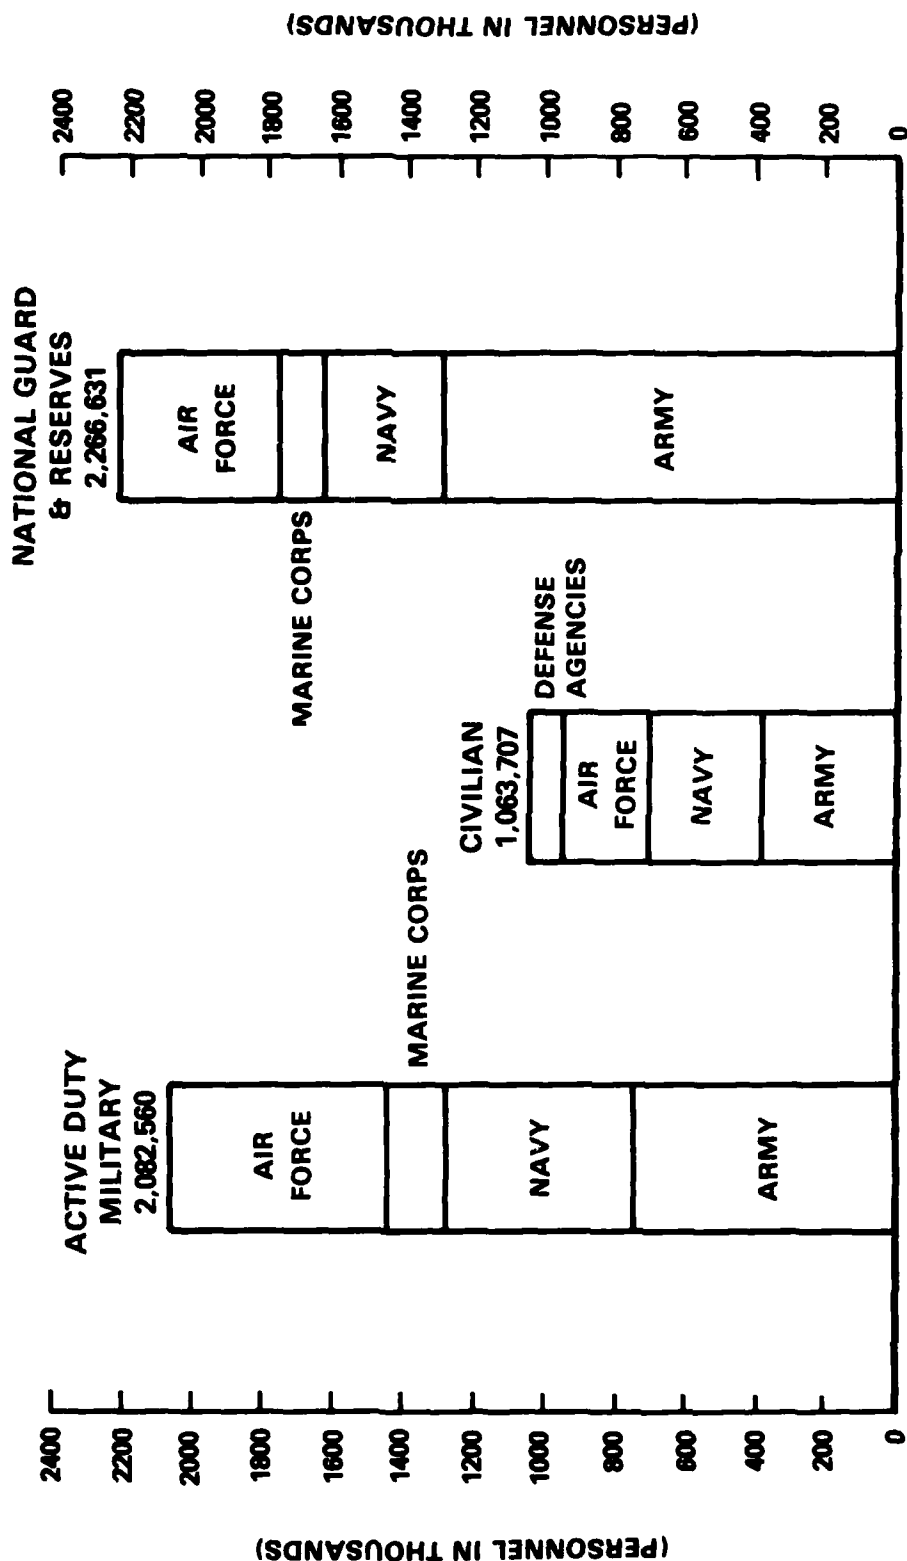 (PERSONNEL IN THOUSANDS)
2400
2200
2000
1800
1600
1400
1200
1000
800
600
400
200
0
ACTIVE DUTY
MILITARY
2,082,560
AIR
FORCE
MARINE CORPS
NAVY
ARMY
CIVILIAN
1,063,707
DEFENSE
AGENCIES
AIR
FORCE
NAVY
ARMY
NATIONAL GUARD
& RESERVES
2,266,631
AIR
FORCE
MARINE CORPS
NAVY
ARMY
2400
2200
2000
1800
1600
1400
1200
1000
800
600
400
200
0
(PERSONNEL IN THOUSANDS)